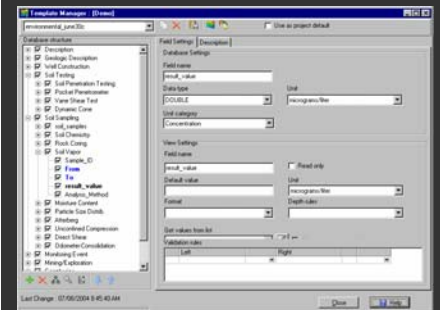 Template Manager : [Demo]
environmental_june30c
Use as project default
Database structure
Description
Geologic Description
Well Construction
Soil Testing
Soil Penetration Testing
Pocket Penetrometer
Vane Shear Test
Dynamic Cone
Soil Sampling
soil_samples
Soil Chemistry
Rock Coring
Soil Vapor
Sample_ID
From
To
result_value
Analysis_Method
Moisture Content
Particle Size Distrib.
Atterberg
Unconfined Compression
Direct Shear
Odometer-Consolidation
Monitoring Event
Mining/Exploration
Last Change 07/08/2004 8:45:40 AM
Field Settings
Description
Database Settings
Field name
result_value
Data type
Unit
DOUBLE
micrograms/liter
Unit category
Concentration
View Settings
Field name
result_value
Read only
Default value
Unit
micrograms/liter
Format
Depth rules
Get values from list
Validation rules
Left
Right
Close
Help